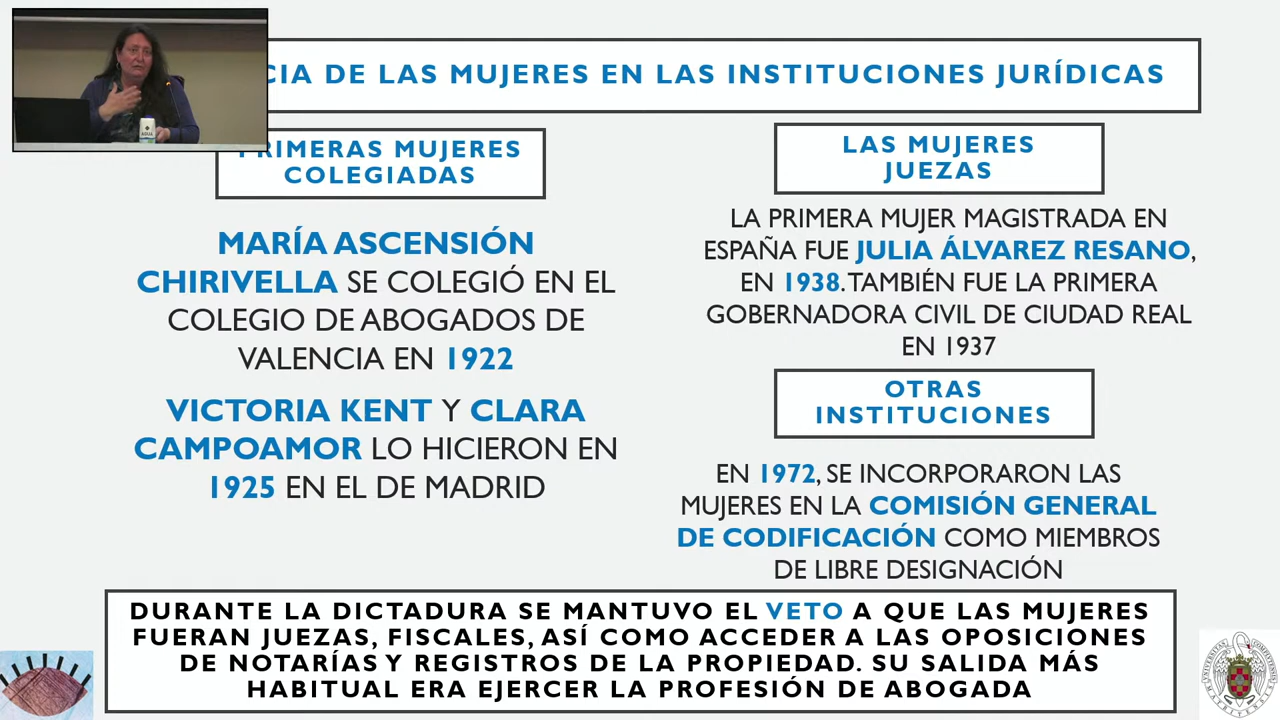 CIA DE LAS MUJERES EN LAS INSTITUCIONES JURÍDICAS
PRIMERAS MUJERES
COLEGIADAS
MARÍA ASCENSIÓN
CHIRIVELLA SE COLEGIÓ EN EL
COLEGIO DE ABOGADOS DE
VALENCIA EN 1922
VICTORIA KENT Y CLARA
CAMPOAMOR LO HICIERON EN
1925 EN EL DE MADRID
LAS MUJERES
JUEZAS
LA PRIMERA MUJER MAGISTRADA EN
ESPAÑA FUE JULIA ÁLVAREZ RESANO,
EN 1938. TAMBIÉN FUE LA PRIMERA
GOBERNADORA CIVIL DE CIUDAD REAL
EN 1937
OTRAS
INSTITUCIONES
EN 1972, SE INCORPORARON LAS
MUJERES EN LA COMISIÓN GENERAL
DE CODIFICACIÓN COMO MIEMBROS
DE LIBRE DESIGNACIÓN
DURANTE LA DICTADURA SE MANTUVO EL VETO A QUE LAS MUJERES
FUERAN JUEZAS, FISCALES, ASÍ COMO ACCEDER A LAS OPOSICIONES
DE NOTARÍAS Y REGISTROS DE LA PROPIEDAD. SU SALIDA MÁS
HABITUAL ERA EJERCER LA PROFESIÓN DE ABOGADA